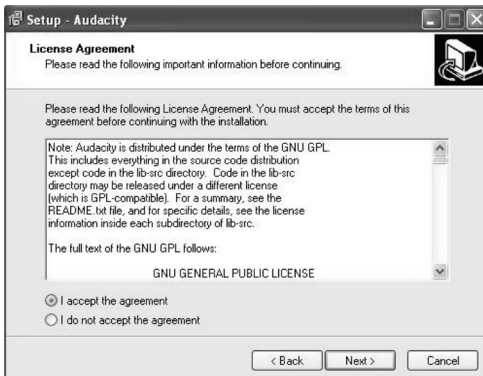 Setup - Audacity
License Agreement
Please read the following important information before continuing.
Please read the following License Agreement. You must accept the terms of this
agreement before continuing with the installation.
Note: Audacity is distributed under the terms of the GNU GPL.
This includes everything in the source code distribution
except code in the lib-src directory. Code in the lib-src
directory may be released under a different license
(which is GPL-compatible). For a summary, see the
README.txt file, and for specific details, see the license
information inside each subdirectory of lib-src.
The full text of the GNU GPL follows:
GNU GENERAL PUBLIC LICENSE
I accept the agreement
I do not accept the agreement
< Back
Next >
Cancel